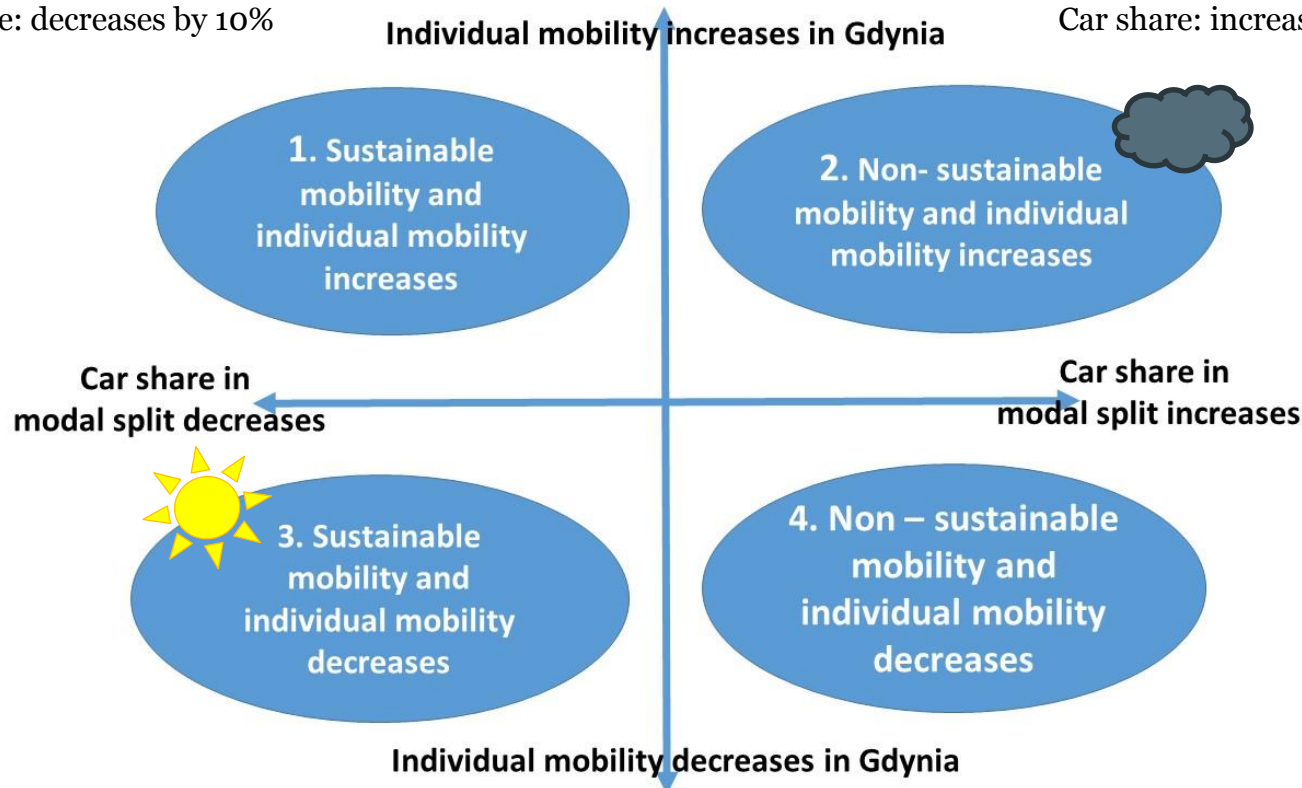 e: decreases by 10%
Car share: increas
Individual mobility increases in Gdynia
1. Sustainable
mobility and
individual mobility
increases
2. Non- sustainable
mobility and individual
mobility increases
Car share in
modal split decreases
Car share in
modal split increases
3. Sustainable
mobility and
individual mobility
decreases
4. Non – sustainable
mobility and
individual mobility
decreases
Individual mobility decreases in Gdynia